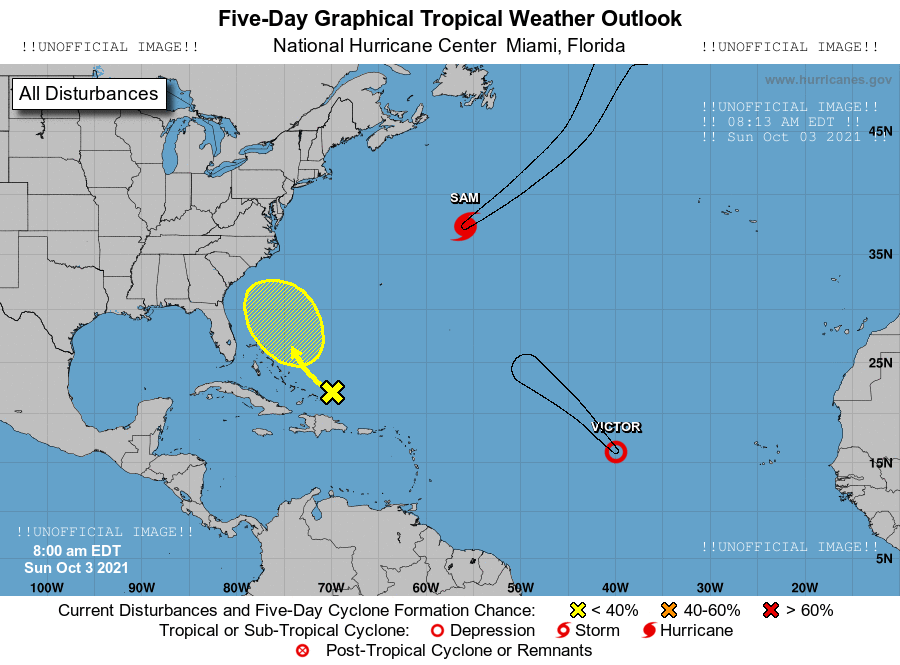 Five-Day Graphical Tropical Weather Outlook
!!UNOFFICIAL IMAGE!! National Hurricane Center Miami, Florida !!UNOFFICIAL IMAGE!!
www.hurricanes.gov
All Disturbances
!!UNOFFICIAL IMAGE!!
!! 08:13 AM EDT !!
!! Sun Oct 03 2021 !!
45N
SAM
35N
25N
VICTOR
15N
!!UNOFFICIAL IMAGE!!
!!UNOFFICIAL IMAGE!!
8:00 am EDT
Sun Oct 3 2021
5N
100W 90W 80W 70W 60W 50W 40W 30W 20W
Current Disturbances and Five-Day Cyclone Formation Chance: < 40% 40-60% > 60%
Tropical or Sub-Tropical Cyclone: Depression Storm Hurricane
Post-Tropical Cyclone or Remnants